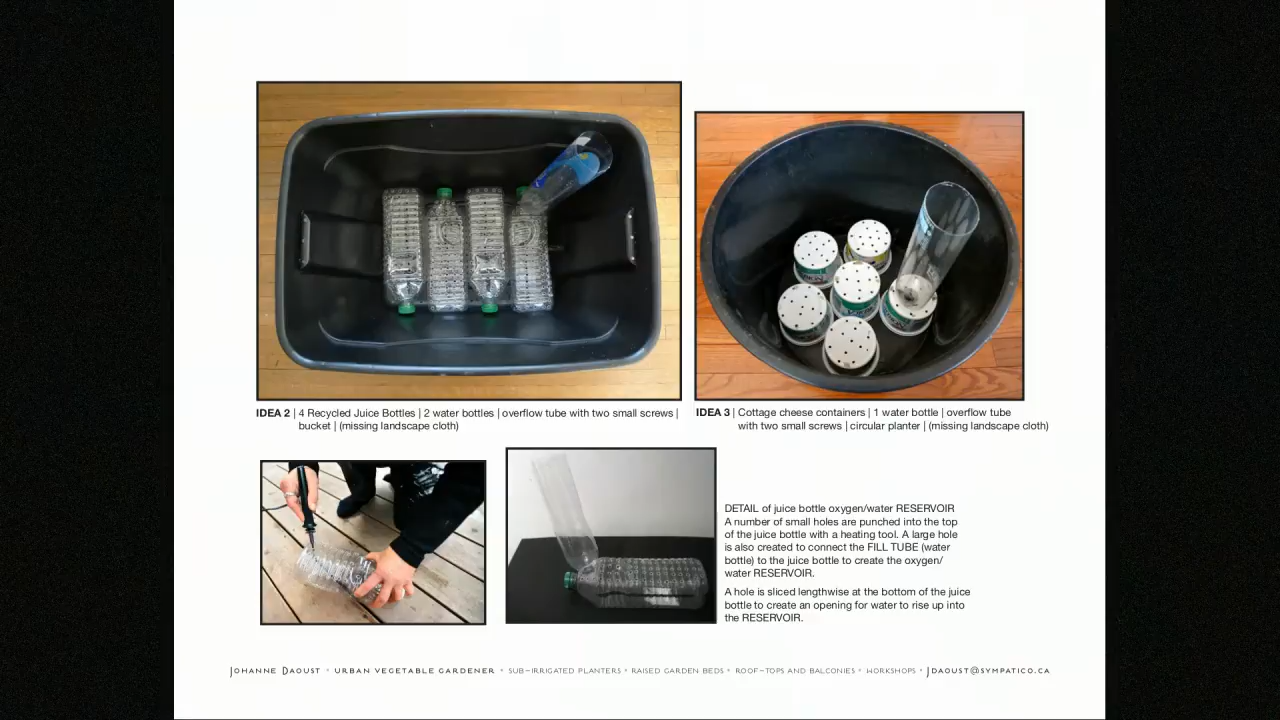 IDEA 2 | 4 Recycled Juice Bottles | 2 water bottles | overflow tube with two small screws |
bucket | (missing landscape cloth)
IDEA 3 | Cottage cheese containers | 1 water bottle | overflow tube
with two small screws | circular planter | (missing landscape cloth)
DETAIL of juice bottle oxygen/water RESERVOIR
A number of small holes are punched into the top
of the juice bottle with a heating tool. A large hole
is also created to connect the FILL TUBE (water
bottle) to the juice bottle to create the oxygen/
water RESERVOIR.
A hole is sliced lengthwise at the bottom of the juice
bottle to create an opening for water to rise up into
the RESERVOIR.
JOHANNE DAOUST • URBAN VEGETABLE GARDENER • SUB-IRRIGATED PLANTERS • RAISED GARDEN BEDS • ROOF-TOPS AND BALCONIES • WORKSHOPS • JDAOUST@SYMPATICO.CA